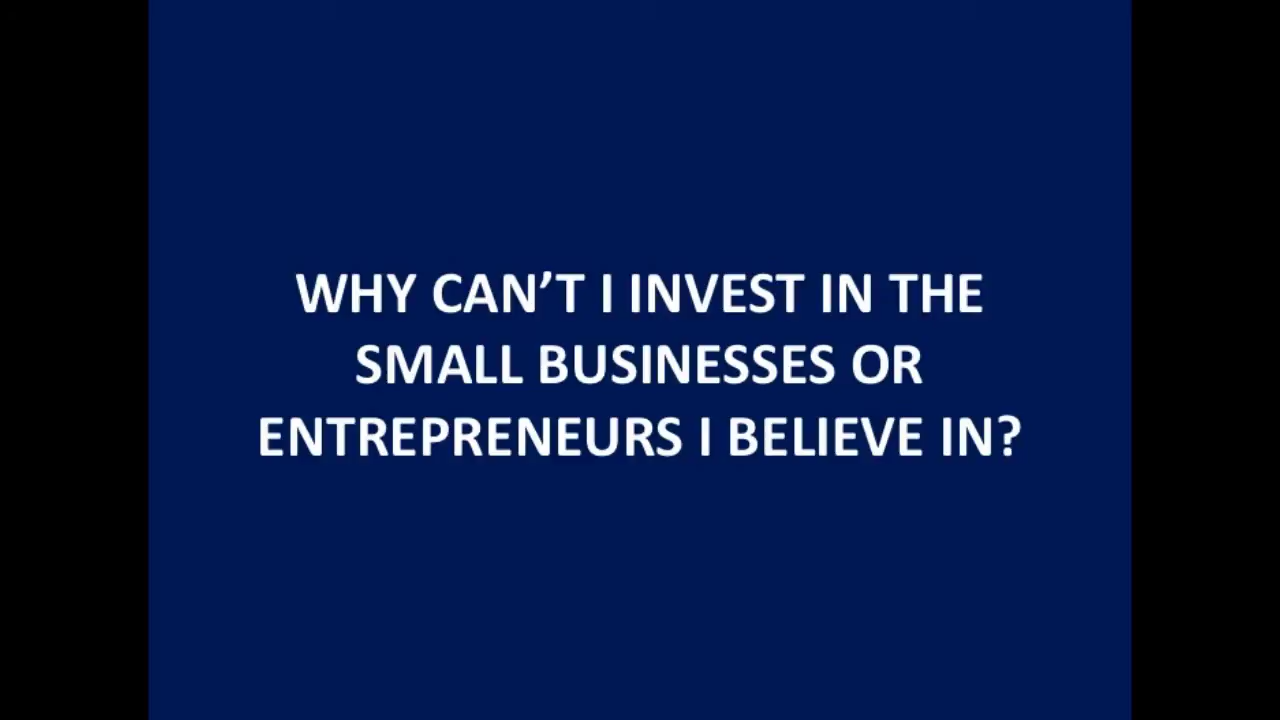 WHY CAN’T I INVEST IN THE
SMALL BUSINESSES OR
ENTREPRENEURS I BELIEVE IN?